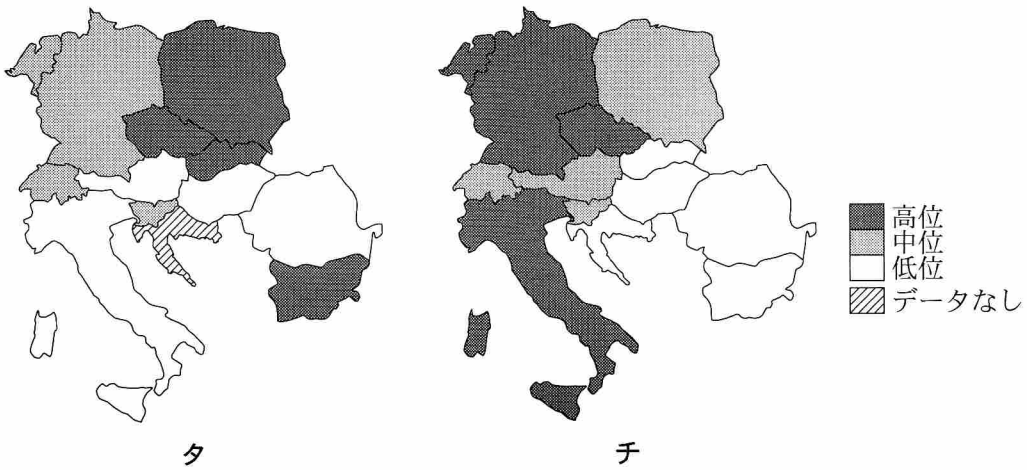 高位
中位
低位
データなし
タ
チ